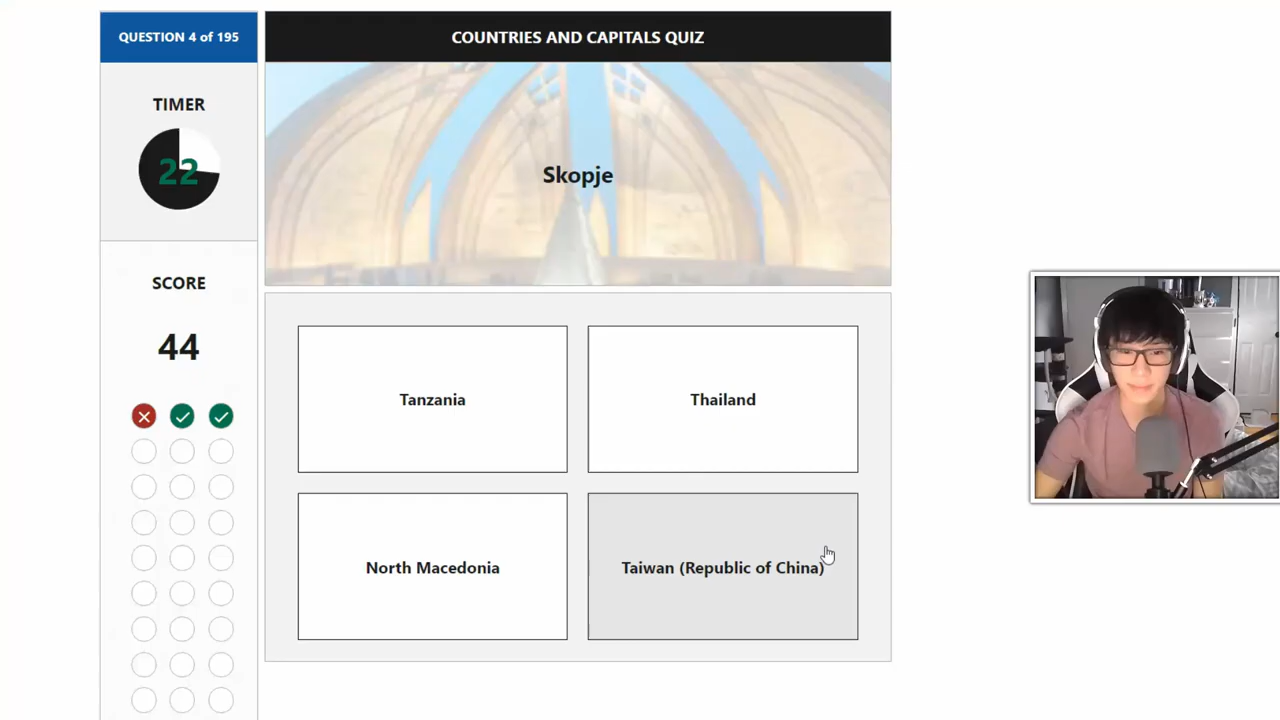 QUESTION 4 of 195
COUNTRIES AND CAPITALS QUIZ
TIMER
22
Skopje
SCORE
44
Tanzania
Thailand
North Macedonia
Taiwan (Republic of China)